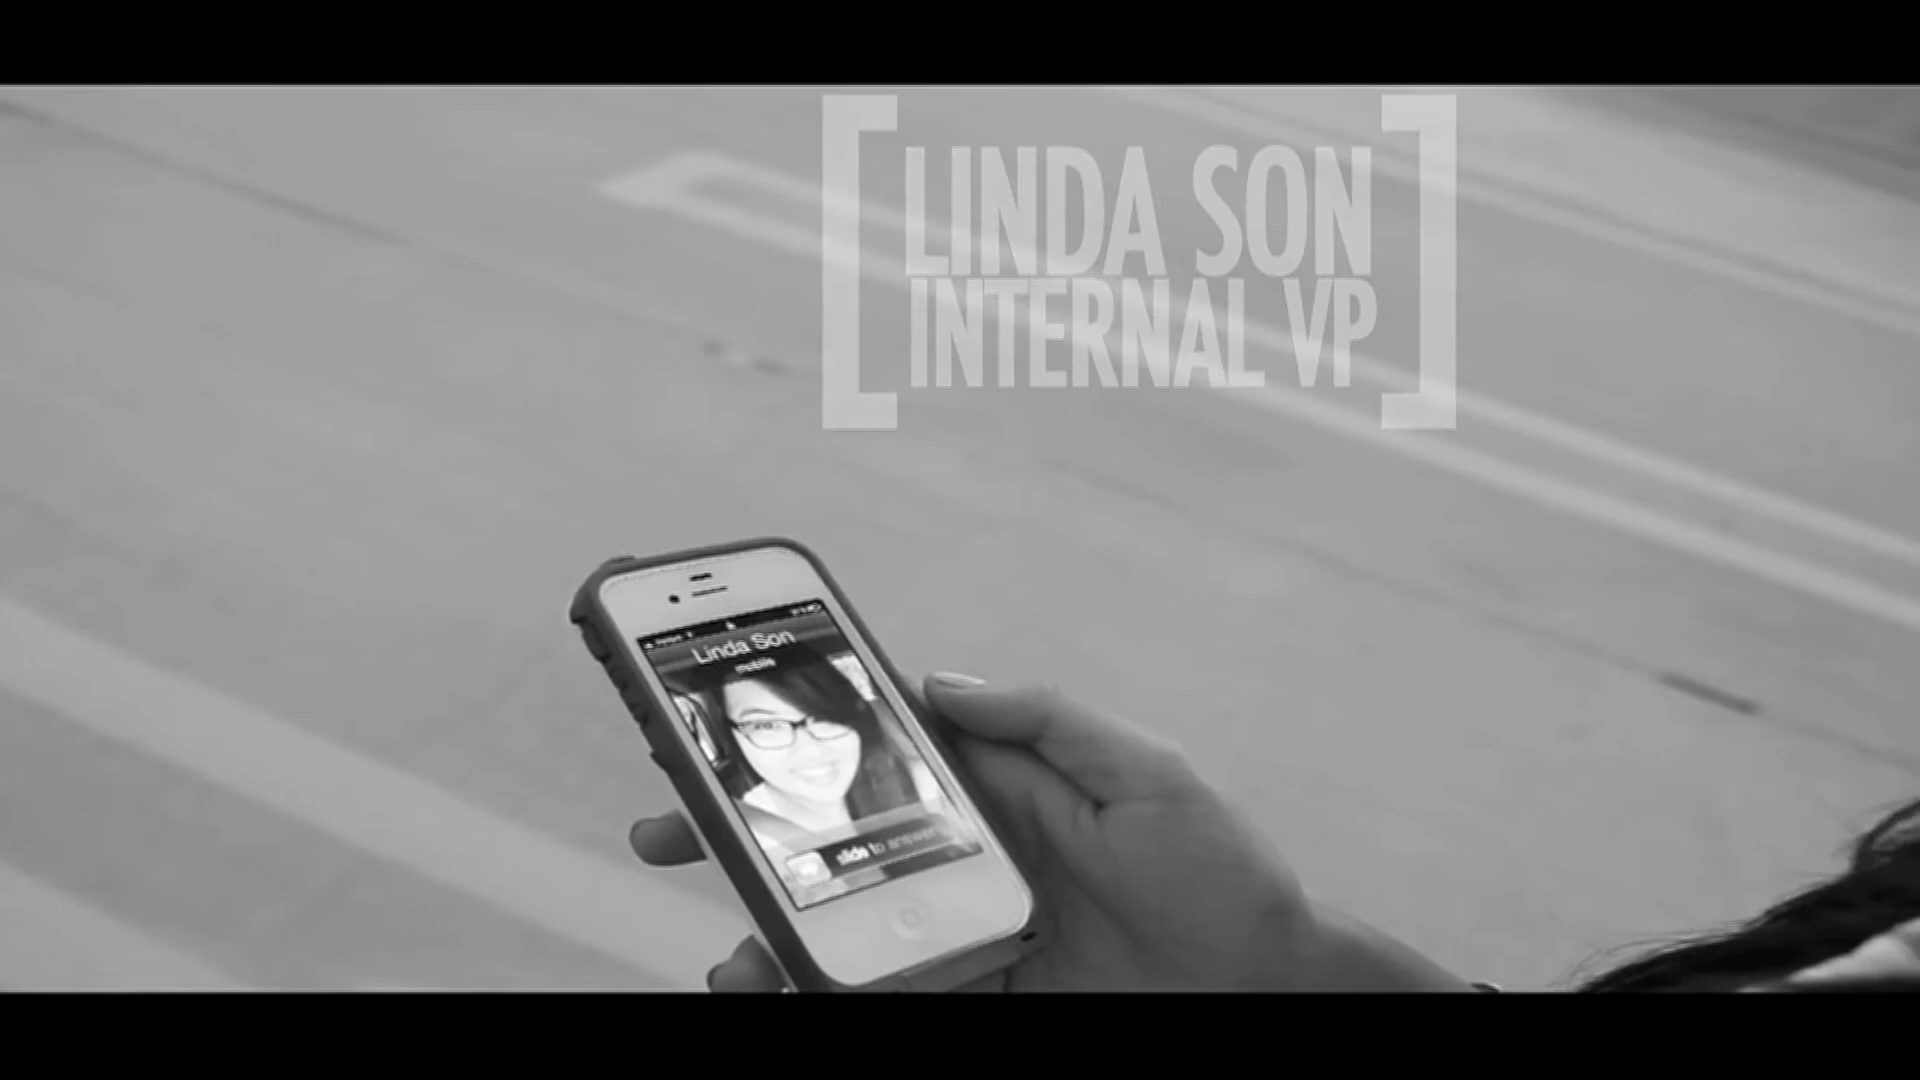 [LINDA SON
INTERNAL VP]
Linda Son
mobile
slide to answer